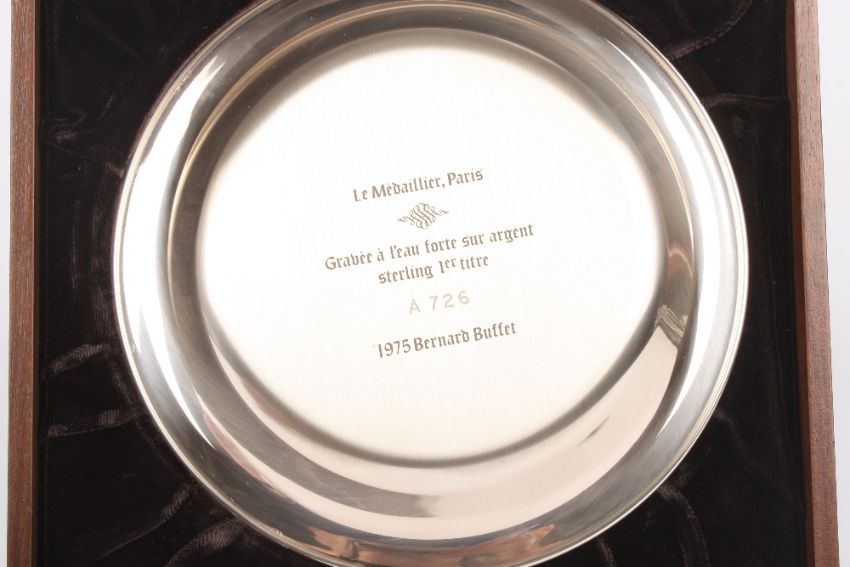 Le Médaillier, Paris
Gravée à l'eau forte sur argent
sterling 1er titre
A 726
1975 Bernard Buffet